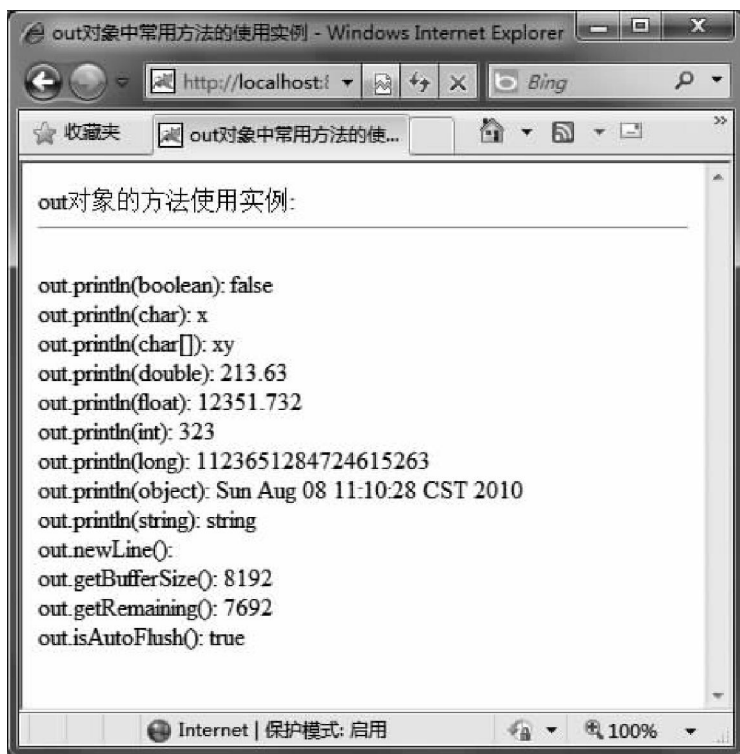 out对象中常用方法的使用实例 - Windows Internet Explorer
http://localhost:8
Bing
收藏夹
out对象中常用方法的使...
out对象的方法使用实例:
out.println(boolean): false
out.println(char): x
out.println(char[]): xy
out.println(double): 213.63
out.println(float): 12351.732
out.println(int): 323
out.println(long): 1123651284724615263
out.println(object): Sun Aug 08 11:10:28 CST 2010
out.println(string): string
out.newLine():
out.getBufferSize(): 8192
out.getRemaining(): 7692
out.isAutoFlush(): true
Internet | 保护模式: 启用
100%